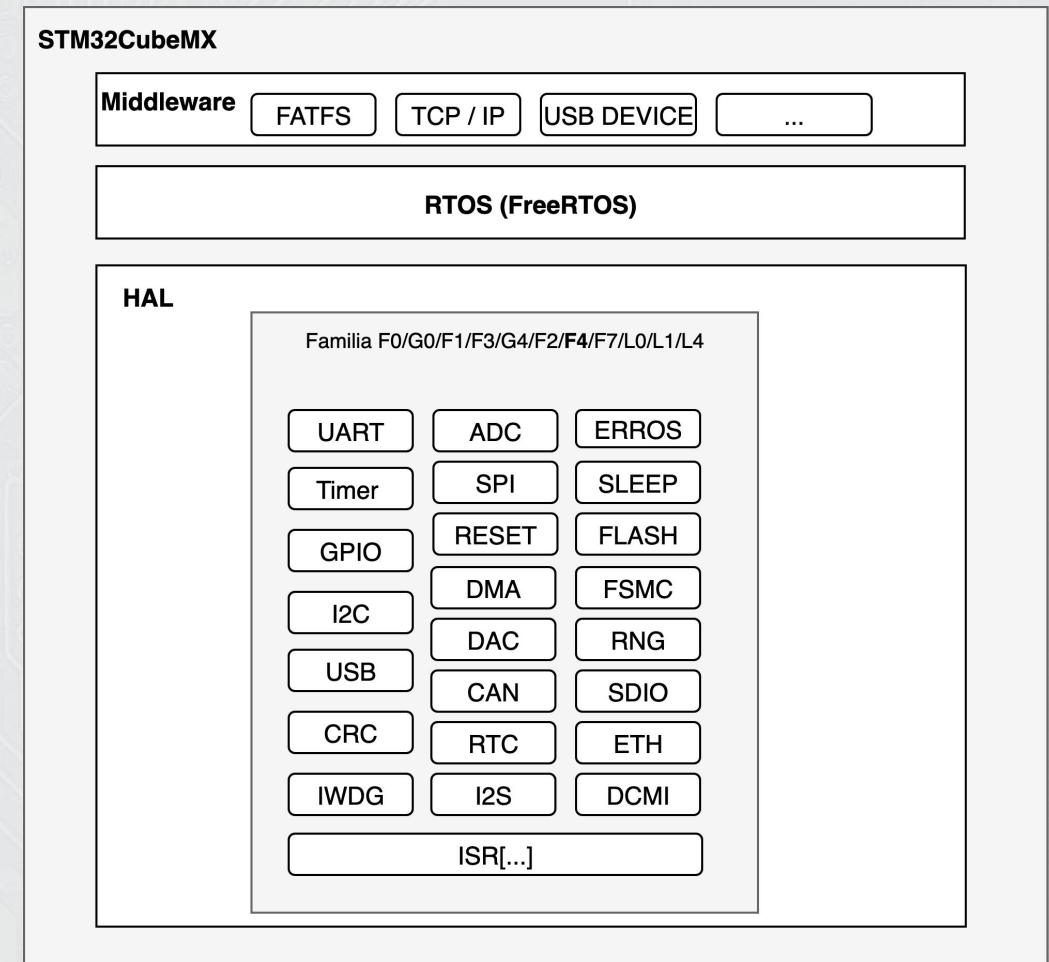 STM32CubeMX
Middleware
FATFS
TCP / IP
USB DEVICE
...
RTOS (FreeRTOS)
HAL
Familia F0/G0/F1/F3/G4/F2/F4/F7/L0/L1/L4
UART
ADC
ERROS
Timer
SPI
SLEEP
GPIO
RESET
FLASH
I2C
DMA
FSMC
USB
DAC
RNG
CRC
CAN
SDIO
IWDG
RTC
ETH
I2S
DCMI
ISR[...]